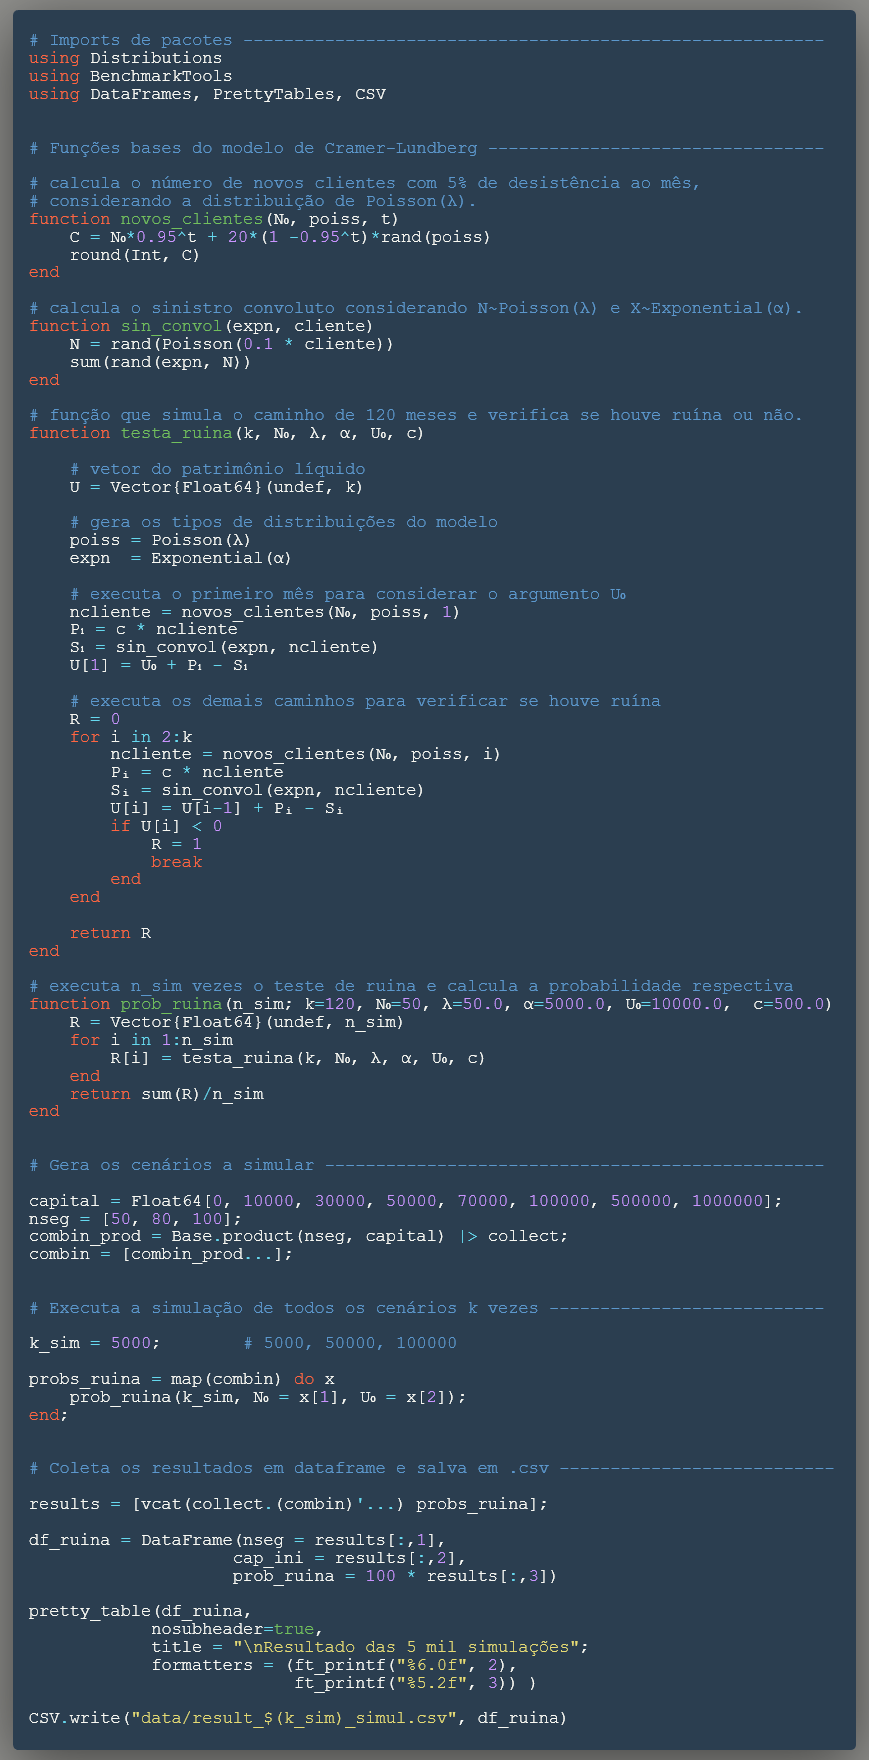 # Imports de pacotes ---------------------------------------------------------
using Distributions
using BenchmarkTools
using DataFrames, PrettyTables, CSV
# Funções bases do modelo de Cramer-Lundberg ---------------------------------
# calcula o número de novos clientes com 5% de desistência ao mês,
# considerando a distribuição de Poisson(λ).
function novos_clientes(N₀, poiss, t)
    C = N₀*0.95^t + 20*(1 -0.95^t)*rand(poiss)
    round(Int, C)
end
# calcula o sinistro convoluto considerando N~Poisson(λ) e X~Exponential(α).
function sin_convol(expn, cliente)
    N = rand(Poisson(0.1 * cliente))
    sum(rand(expn, N))
end
# função que simula o caminho de 120 meses e verifica se houve ruína ou não.
function testa_ruina(k, N₀, λ, α, U₀, c)
    # vetor do patrimônio líquido
    U = Vector{Float64}(undef, k)
    # gera os tipos de distribuições do modelo
    poiss = Poisson(λ)
    expn  = Exponential(α)
    # executa o primeiro mês para considerar o argumento U₀
    ncliente = novos_clientes(N₀, poiss, 1)
    P₁ = c * ncliente
    S₁ = sin_convol(expn, ncliente)
    U[1] = U₀ + P₁ - S₁
    # executa os demais caminhos para verificar se houve ruína
    R = 0
    for i in 2:k
        ncliente = novos_clientes(N₀, poiss, i)
        Pᵢ = c * ncliente
        Sᵢ = sin_convol(expn, ncliente)
        U[i] = U[i-1] + Pᵢ - Sᵢ
        if U[i] < 0
            R = 1
            break
        end
    end
    return R
end
# executa n_sim vezes o teste de ruina e calcula a probabilidade respectiva
function prob_ruina(n_sim; k=120, N₀=50, λ=50.0, α=5000.0, U₀=10000.0,  c=500.0)
    R = Vector{Float64}(undef, n_sim)
    for i in 1:n_sim
        R[i] = testa_ruina(k, N₀, λ, α, U₀, c)
    end
    return sum(R)/n_sim
end
# Gera os cenários a simular -------------------------------------------------
capital = Float64[0, 10000, 30000, 50000, 70000, 100000, 500000, 1000000];
nseg = [50, 80, 100];
combin_prod = Base.product(nseg, capital) |> collect;
combin = [combin_prod...];
# Executa a simulação de todos os cenários k vezes ---------------------------
k_sim = 5000;        # 5000, 50000, 100000
probs_ruina = map(combin) do x
    prob_ruina(k_sim, N₀ = x[1], U₀ = x[2]);
end;
# Coleta os resultados em dataframe e salva em .csv ---------------------------
results = [vcat(collect.(combin)'...) probs_ruina];
df_ruina = DataFrame(nseg = results[:,1],
                    cap_ini = results[:,2],
                    prob_ruina = 100 * results[:,3])
pretty_table(df_ruina,
            nosubheader=true,
            title = "\nResultado das 5 mil simulações";
            formatters = (ft_printf("%6.0f", 2),
                          ft_printf("%5.2f", 3)) )
CSV.write("data/result_$(k_sim)_simul.csv", df_ruina)